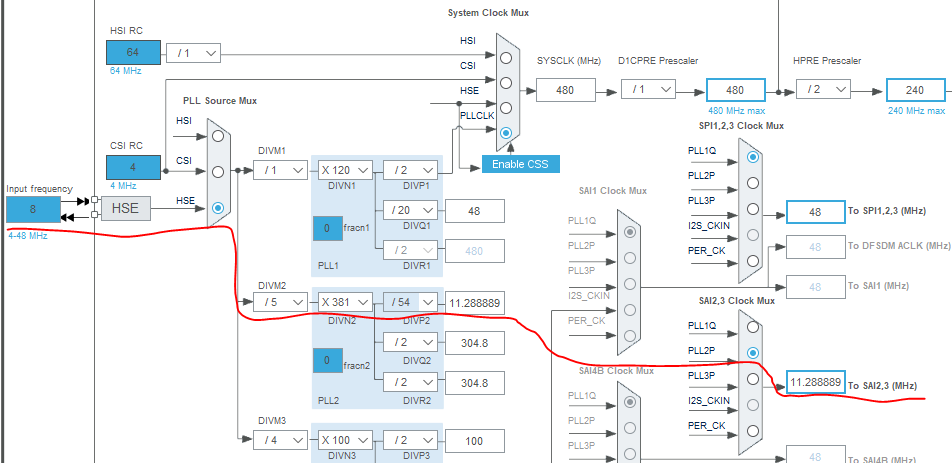 System Clock Mux
HSI RC
64
64 MHz
/ 1
HSI
CSI
HSE
PLLCLK
SYSCLK (MHz)
480
D1CPRE Prescaler
/ 1
480
480 MHz max
HPRE Prescaler
/ 2
240
240 MHz max
Enable CSS
PLL Source Mux
HSI
CSI
HSE
CSI RC
4
4 MHz
Input frequency
8
4-48 MHz
HSE
DIVM1
/ 1
X 120
DIVN1
/ 2
DIVP1
0
fracn1
/ 20
48
DIVQ1
/ 2
480
DIVR1
PLL1
DIVM2
/ 5
X 381
DIVN2
/ 54
11.288889
DIVP2
0
fracn2
/ 2
304.8
DIVQ2
/ 2
304.8
DIVR2
PLL2
DIVM3
/ 4
X 100
DIVN3
/ 2
100
DIVP3
SPI1,2,3 Clock Mux
PLL1Q
PLL2P
PLL3P
I2S_CKIN
PER_CK
48
To SPI1,2,3 (MHz)
SAI1 Clock Mux
PLL1Q
PLL2P
PLL3P
I2S_CKIN
PER_CK
48
To DFSDM ACLK (MHz)
48
To SAI1 (MHz)
SAI2,3 Clock Mux
PLL1Q
PLL2P
PLL3P
I2S_CKIN
PER_CK
11.288889
To SAI2,3 (MHz)
SAI4B Clock Mux
PLL1Q
PLL2P
PLL3P
48
To SAI4B (MHz)